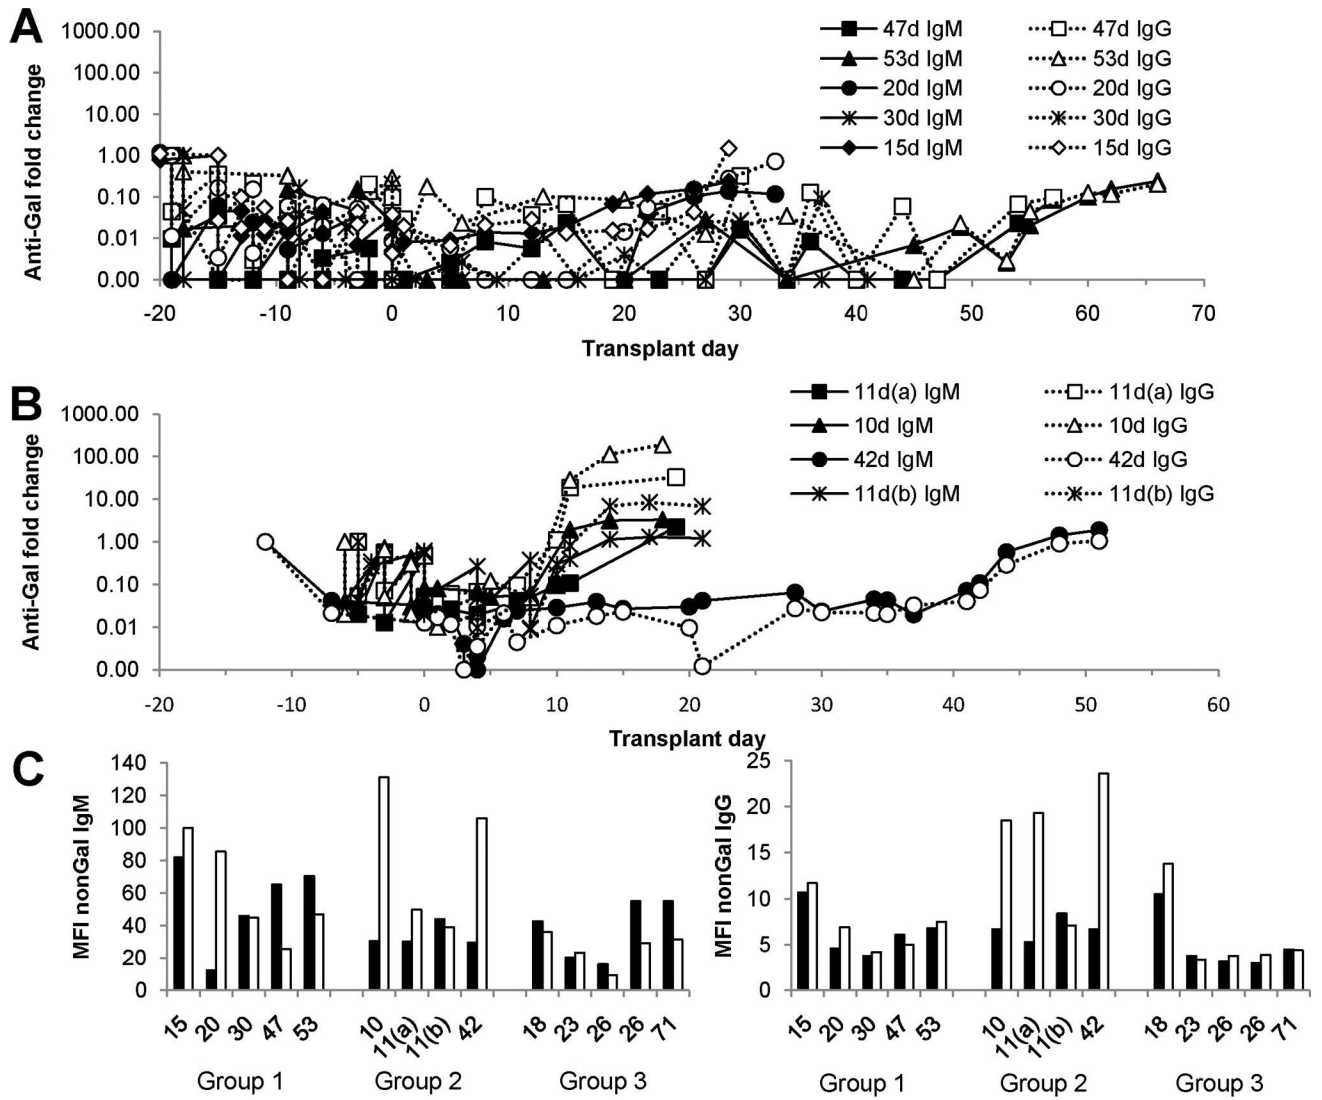 A
1000.00
100.00
10.00
1.00
0.10
0.01
0.00
Anti-Gal fold change
-20 -10 0 10 20 30 40 50 60 70
Transplant day
47d IgM 47d IgG
53d IgM 53d IgG
20d IgM 20d IgG
30d IgM 30d IgG
15d IgM 15d IgG
B
1000.00
100.00
10.00
1.00
0.10
0.01
0.00
Anti-Gal fold change
-20 -10 0 10 20 30 40 50 60
Transplant day
11d(a) IgM 11d(a) IgG
10d IgM 10d IgG
42d IgM 42d IgG
11d(b) IgM 11d(b) IgG
C
140
120
100
80
60
40
20
0
MFI nonGal IgM
15 20 30 47 53 10 11(a) 11(b) 42 18 23 26 26 71
Group 1 Group 2 Group 3
25
20
15
10
5
0
MFI nonGal IgG
15 20 30 47 53 10 11(a) 11(b) 42 18 23 26 26 71
Group 1 Group 2 Group 3